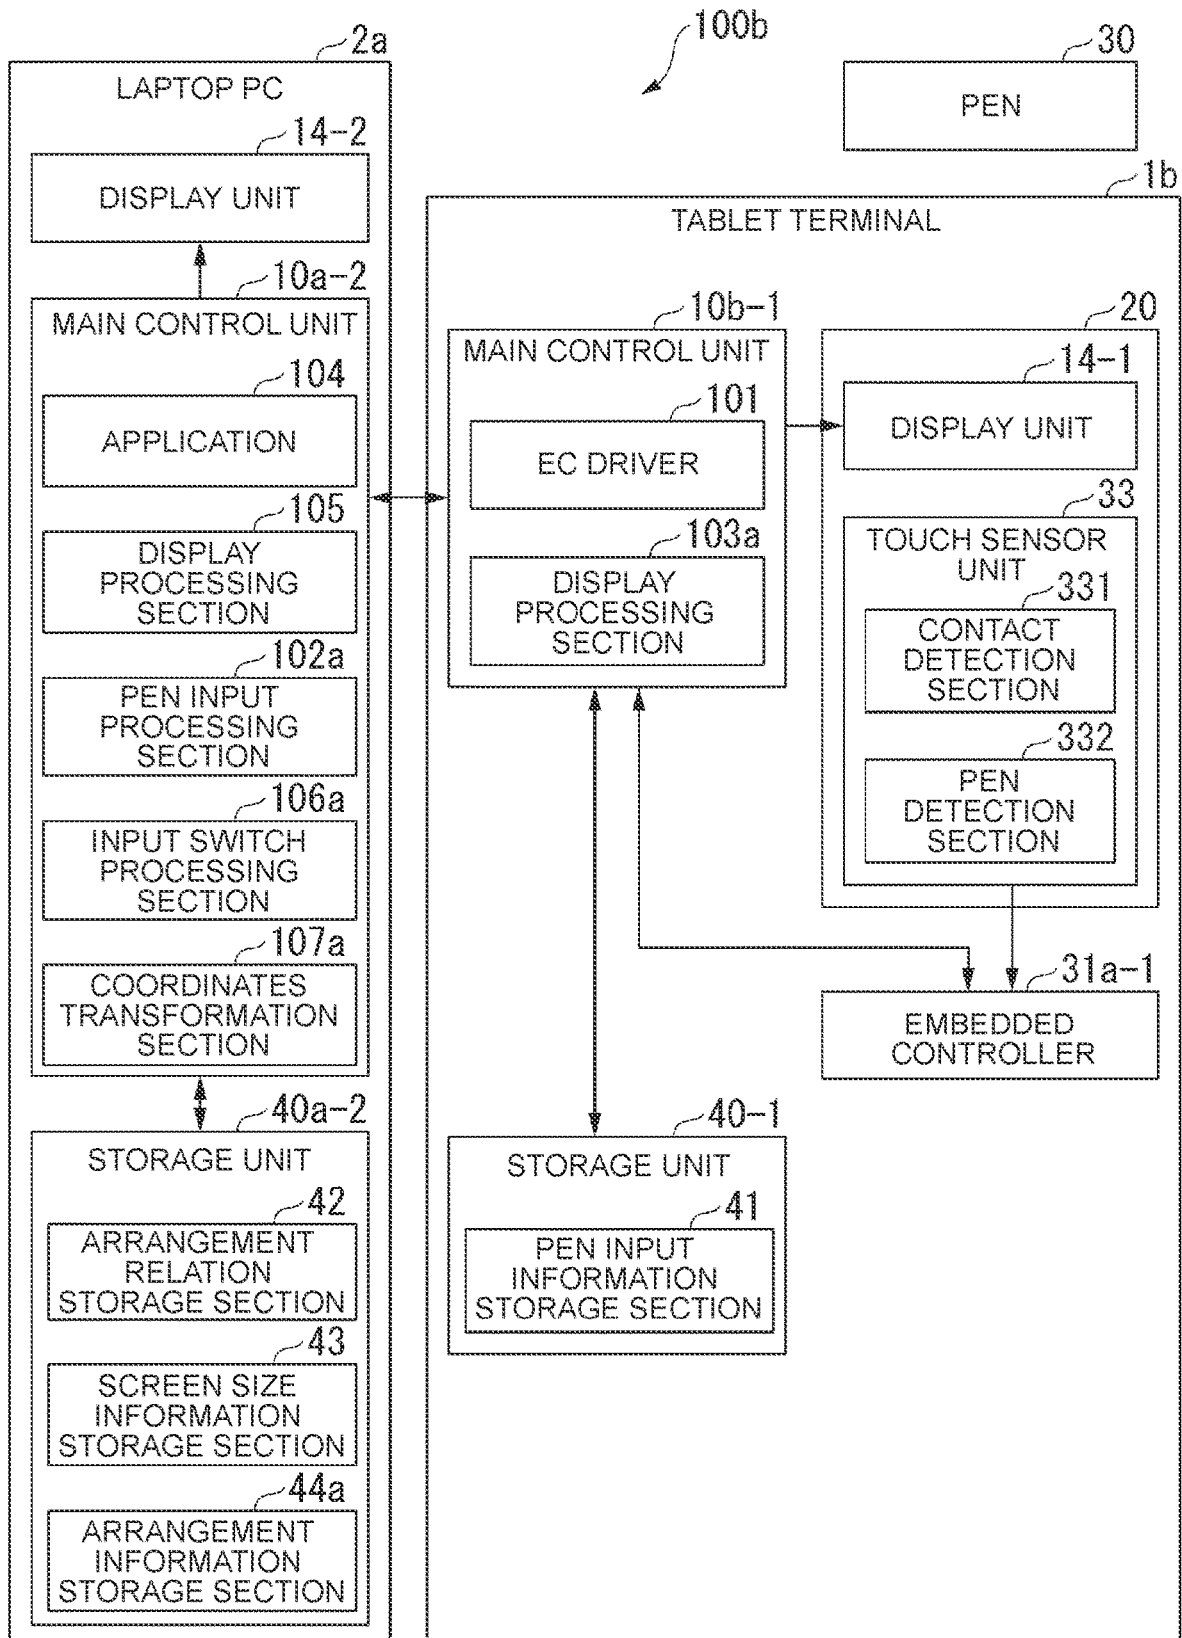 100b
2a
LAPTOP PC
14-2
DISPLAY UNIT
10a-2
MAIN CONTROL UNIT
104
APPLICATION
105
DISPLAY
PROCESSING
SECTION
102a
PEN INPUT
PROCESSING
SECTION
106a
INPUT SWITCH
PROCESSING
SECTION
107a
COORDINATES
TRANSFORMATION
SECTION
40a-2
STORAGE UNIT
42
ARRANGEMENT
RELATION
STORAGE SECTION
43
SCREEN SIZE
INFORMATION
STORAGE SECTION
44a
ARRANGEMENT
INFORMATION
STORAGE SECTION
30
PEN
1b
TABLET TERMINAL
10b-1
MAIN CONTROL UNIT
101
EC DRIVER
103a
DISPLAY
PROCESSING
SECTION
20
14-1
DISPLAY UNIT
33
TOUCH SENSOR
UNIT
331
CONTACT
DETECTION
SECTION
332
PEN
DETECTION
SECTION
31a-1
EMBEDDED
CONTROLLER
40-1
STORAGE UNIT
41
PEN INPUT
INFORMATION
STORAGE SECTION